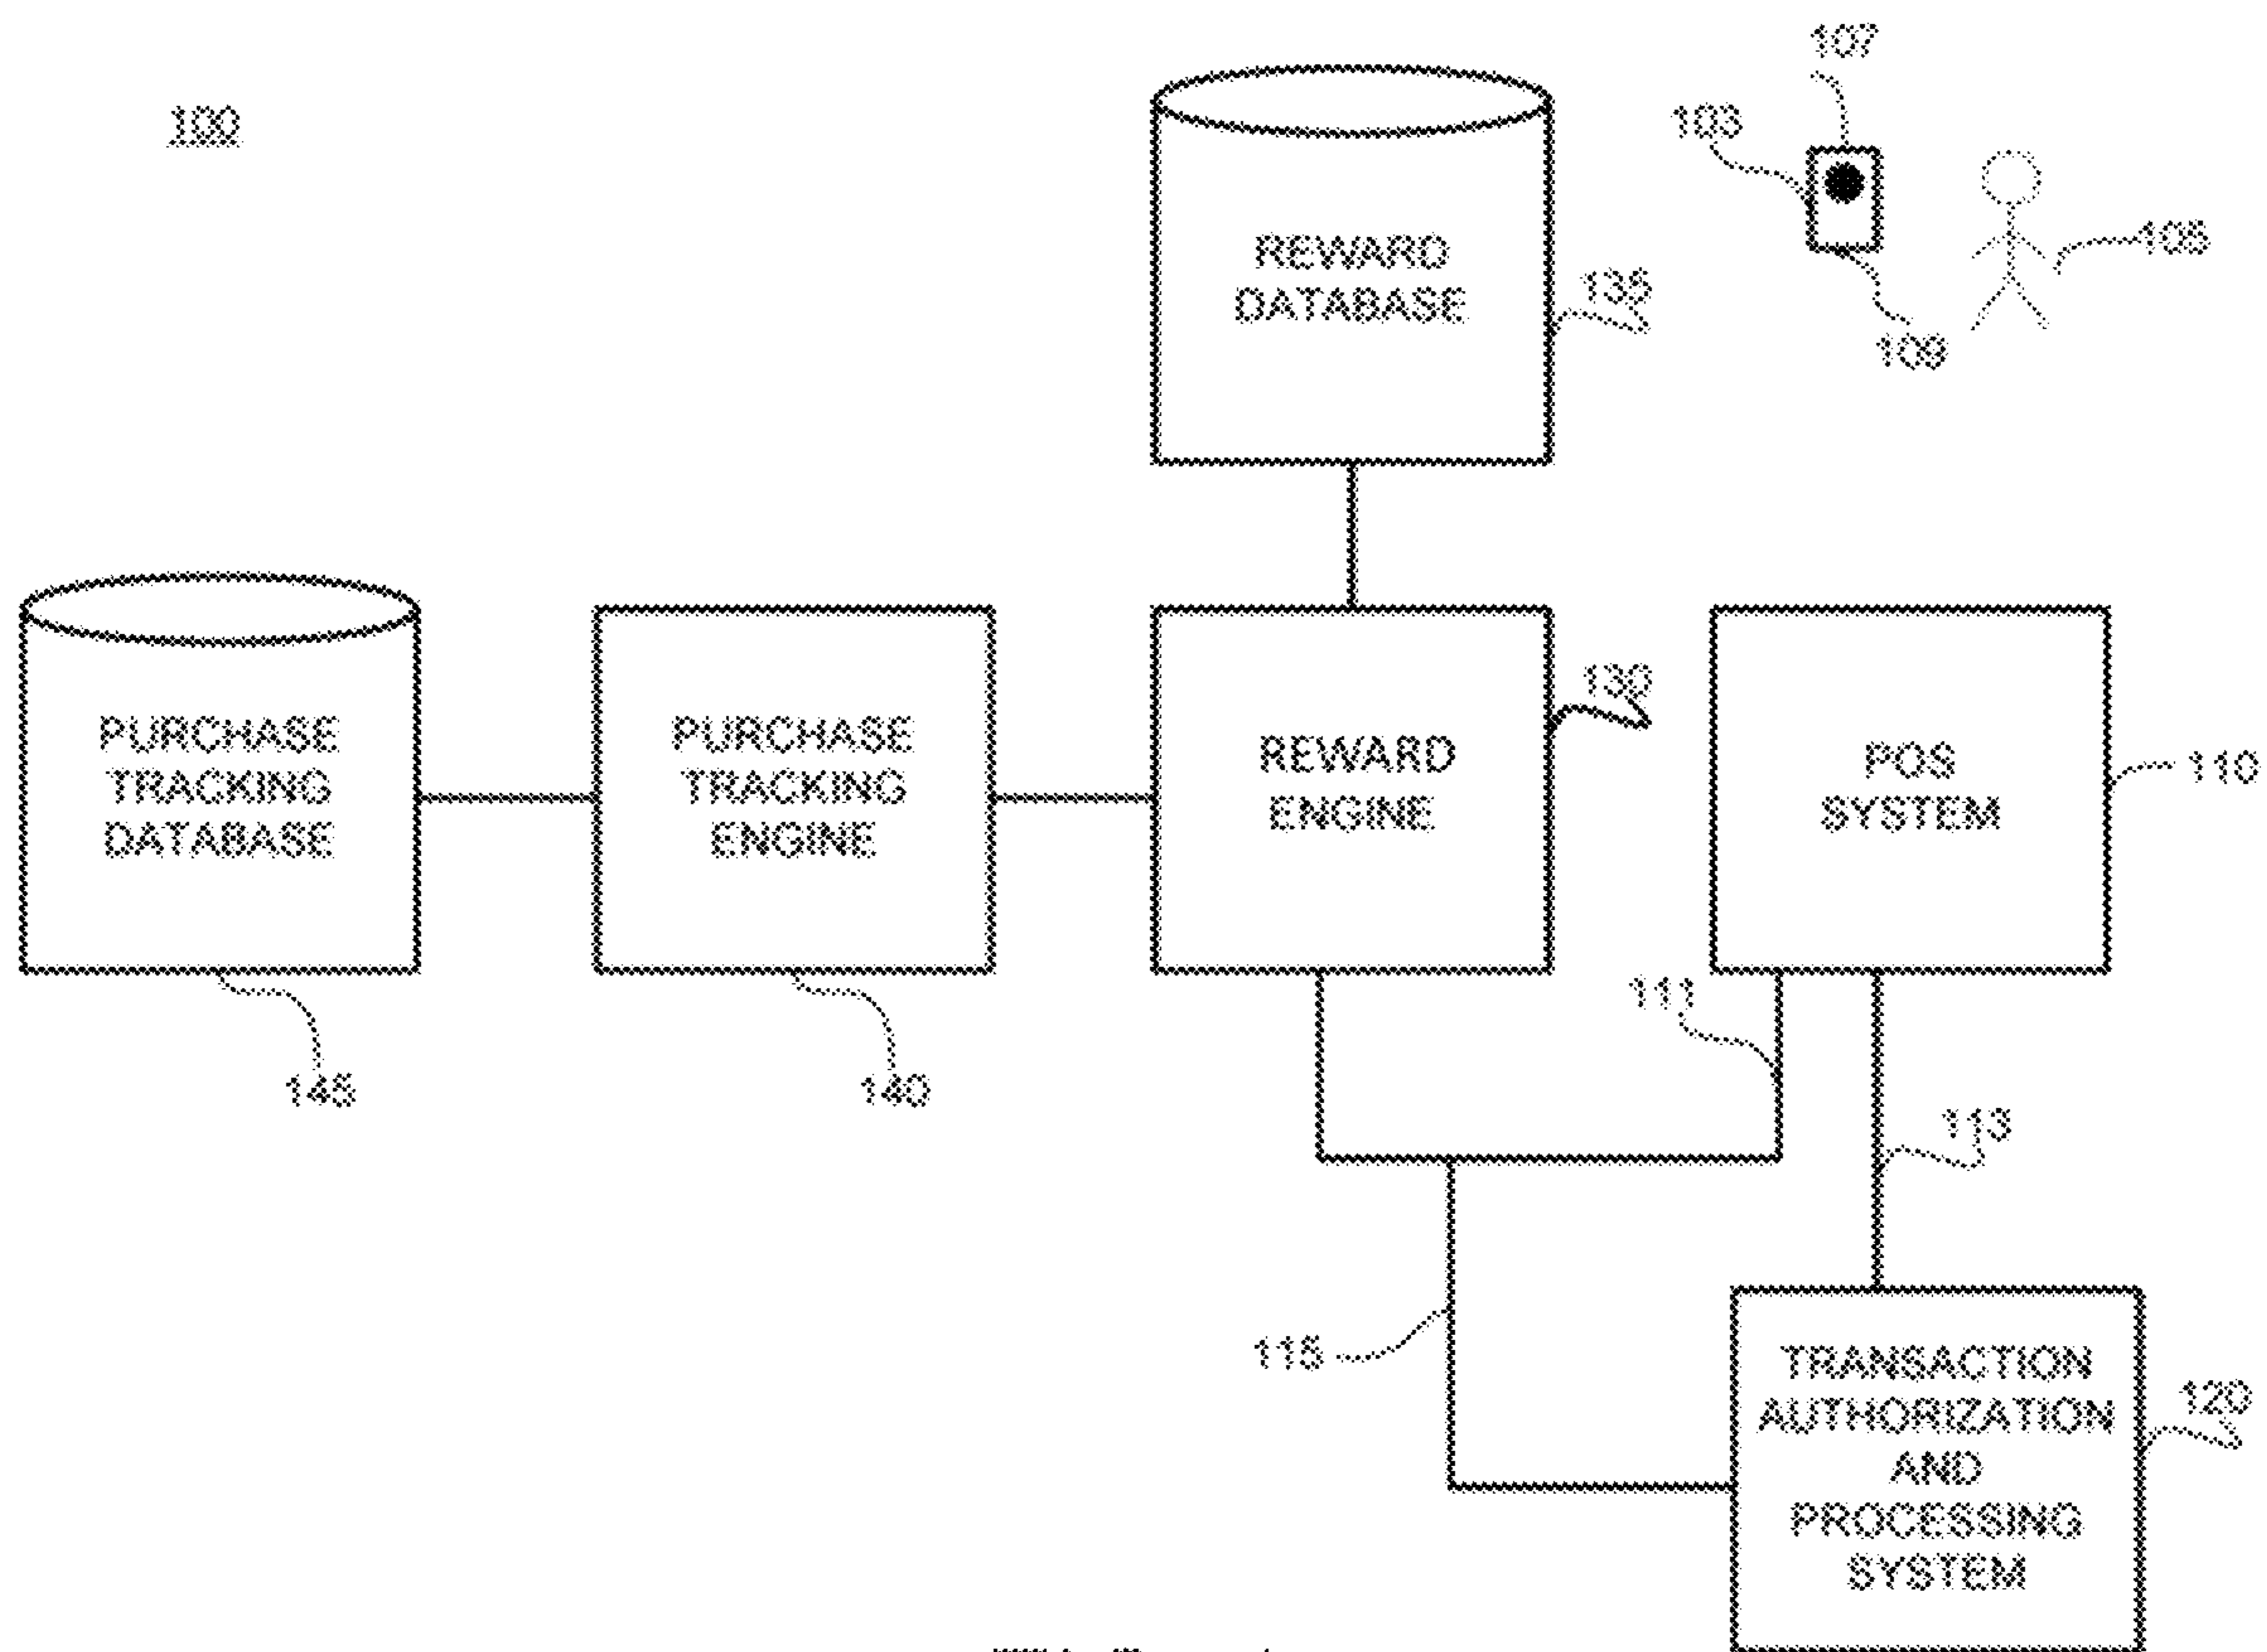 100
107
103
105
109
REWARD
DATABASE
135
PURCHASE
TRACKING
DATABASE
145
PURCHASE
TRACKING
ENGINE
140
REWARD
ENGINE
130
POS
SYSTEM
110
111
113
115
TRANSACTION
AUTHORIZATION
AND
PROCESSING
SYSTEM
120